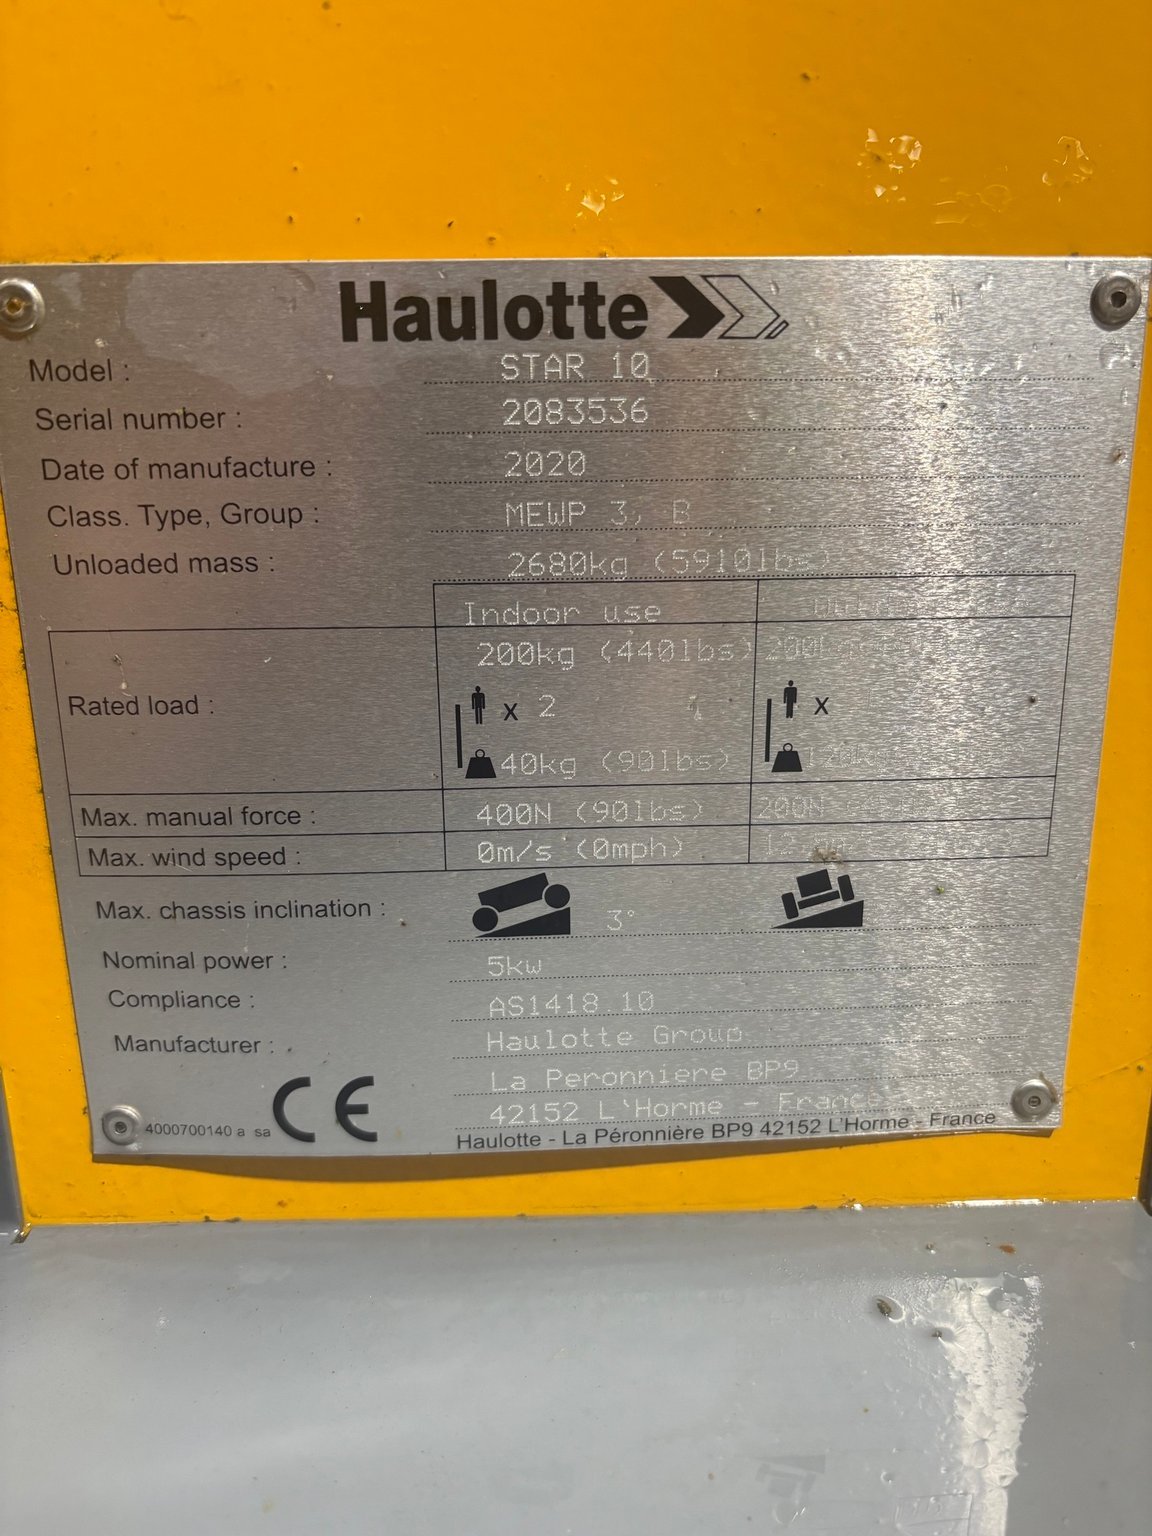 Haulotte
Model : STAR 10
Serial number : 2083536
Date of manufacture : 2020
Class. Type, Group : MEWP 3, B
Unloaded mass : 2680kg (5910lbs)
Indoor use
Rated load : 200kg (440lbs) 200kg
x 2 x
40kg (90lbs)
Max. manual force : 400N (90lbs) 200N
Max. wind speed : 0m/s (0mph)
Max. chassis inclination : 3°
Nominal power : 5kw
Compliance : AS1418.10
Manufacturer : Haulotte Group
La Peronniere BP9
42152 L'Horme - France
4000700140 a sa CE Haulotte - La Péronnière BP9 42152 L'Horme - France